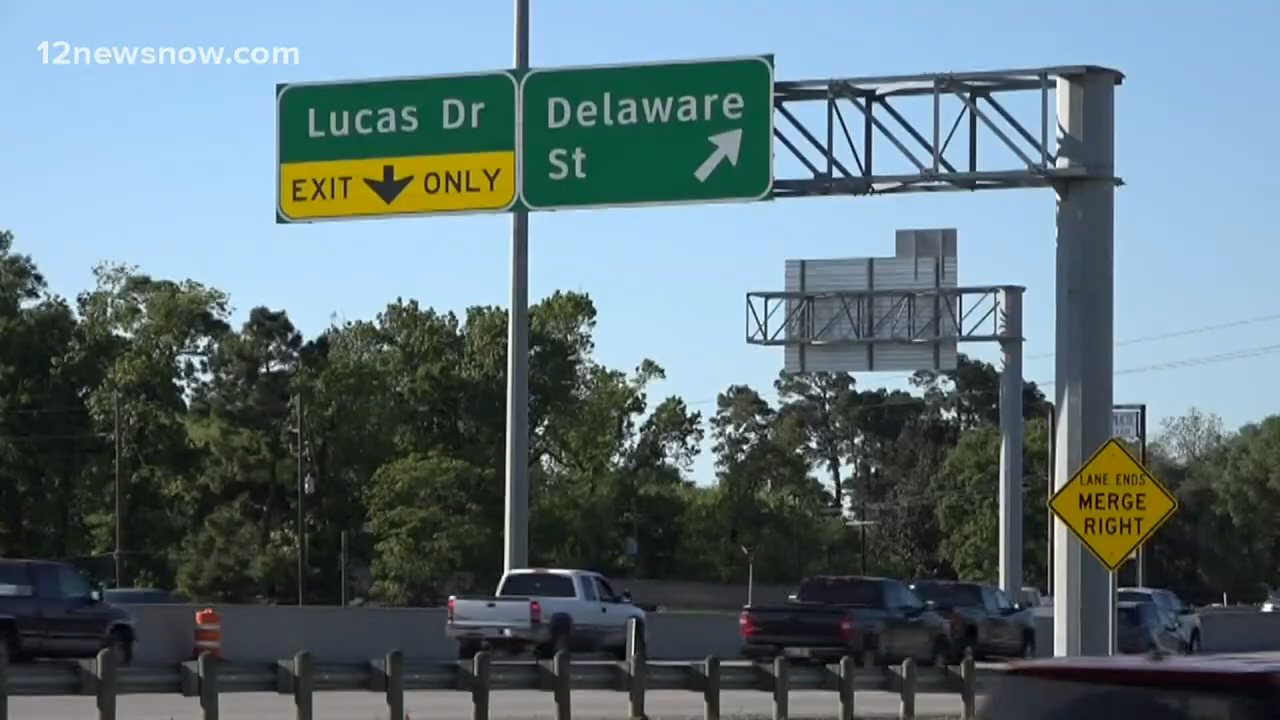 12newsnow.com
Lucas Dr
EXIT ONLY
Delaware
St
LANE ENDS
MERGE
RIGHT